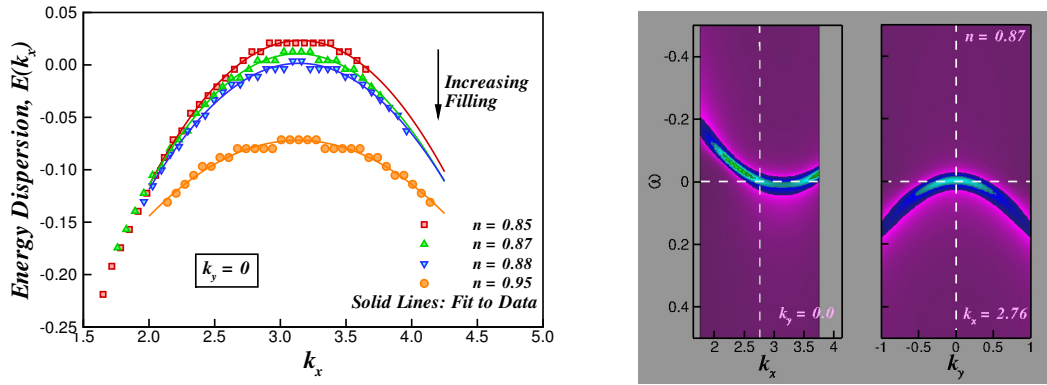 Energy Dispersion, E(kₓ)
0.05
0.00
-0.05
-0.10
-0.15
-0.20
-0.25
1.5
2.0
2.5
3.0
3.5
4.0
4.5
5.0
kₓ
Increasing
Filling
n = 0.85
n = 0.87
n = 0.88
n = 0.95
k_y = 0
Solid Lines: Fit to Data
ω
-0.4
-0.2
0
0.2
0.4
k_y = 0.0
2
2.5
3
3.5
4
kₓ
n = 0.87
kₓ = 2.76
-1
-0.5
0
0.5
1
k_y